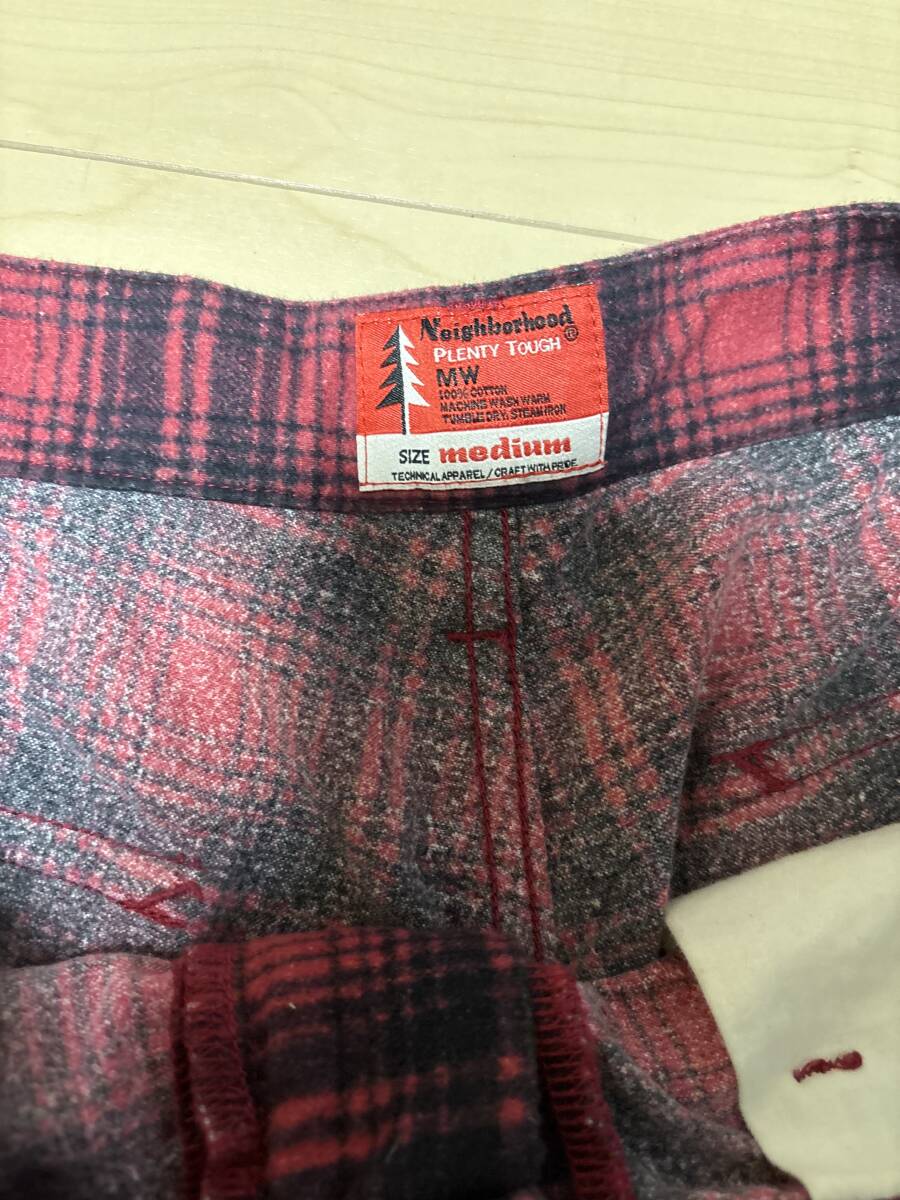 Neighborhood®
PLENTY TOUGH
MW
100% COTTON
MACHINE WASH WARM
TUMBLE DRY. STEAM IRON
SIZE medium
TECHNICAL APPAREL / CRAFT WITH PRIDE